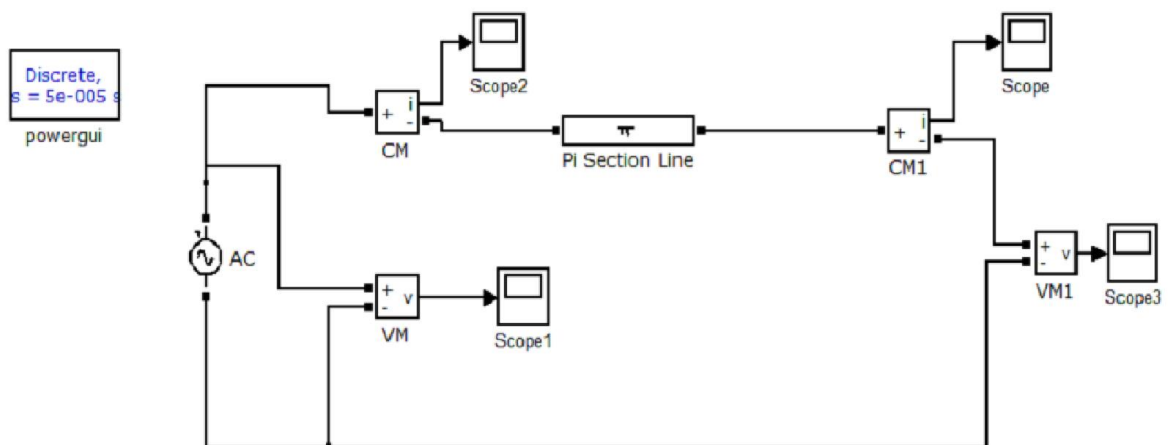 Discrete,
s = 5e-005 s
powergui
Scope2
Scope
+
i
-
CM
π
Pi Section Line
+
i
-
CM1
AC
+
-
v
VM
Scope1
+
-
v
VM1
Scope3